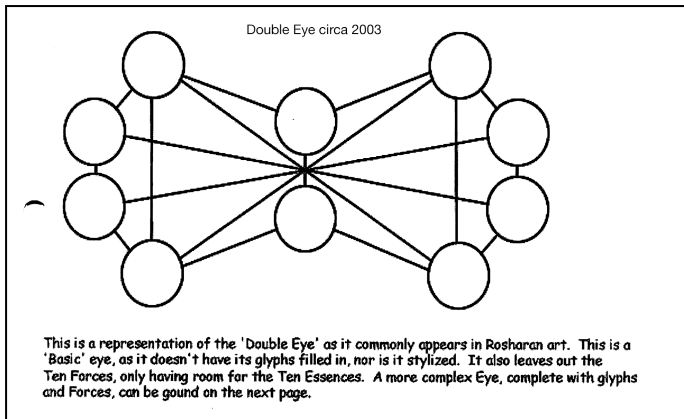 Double Eye circa 2003
This is a representation of the 'Double Eye' as it commonly appears in Rosharan art. This is a
'Basic' eye, as it doesn't have its glyphs filled in, nor is it stylized. It also leaves out the
Ten Forces, only having room for the Ten Essences. A more complex Eye, complete with glyphs
and Forces, can be gound on the next page.